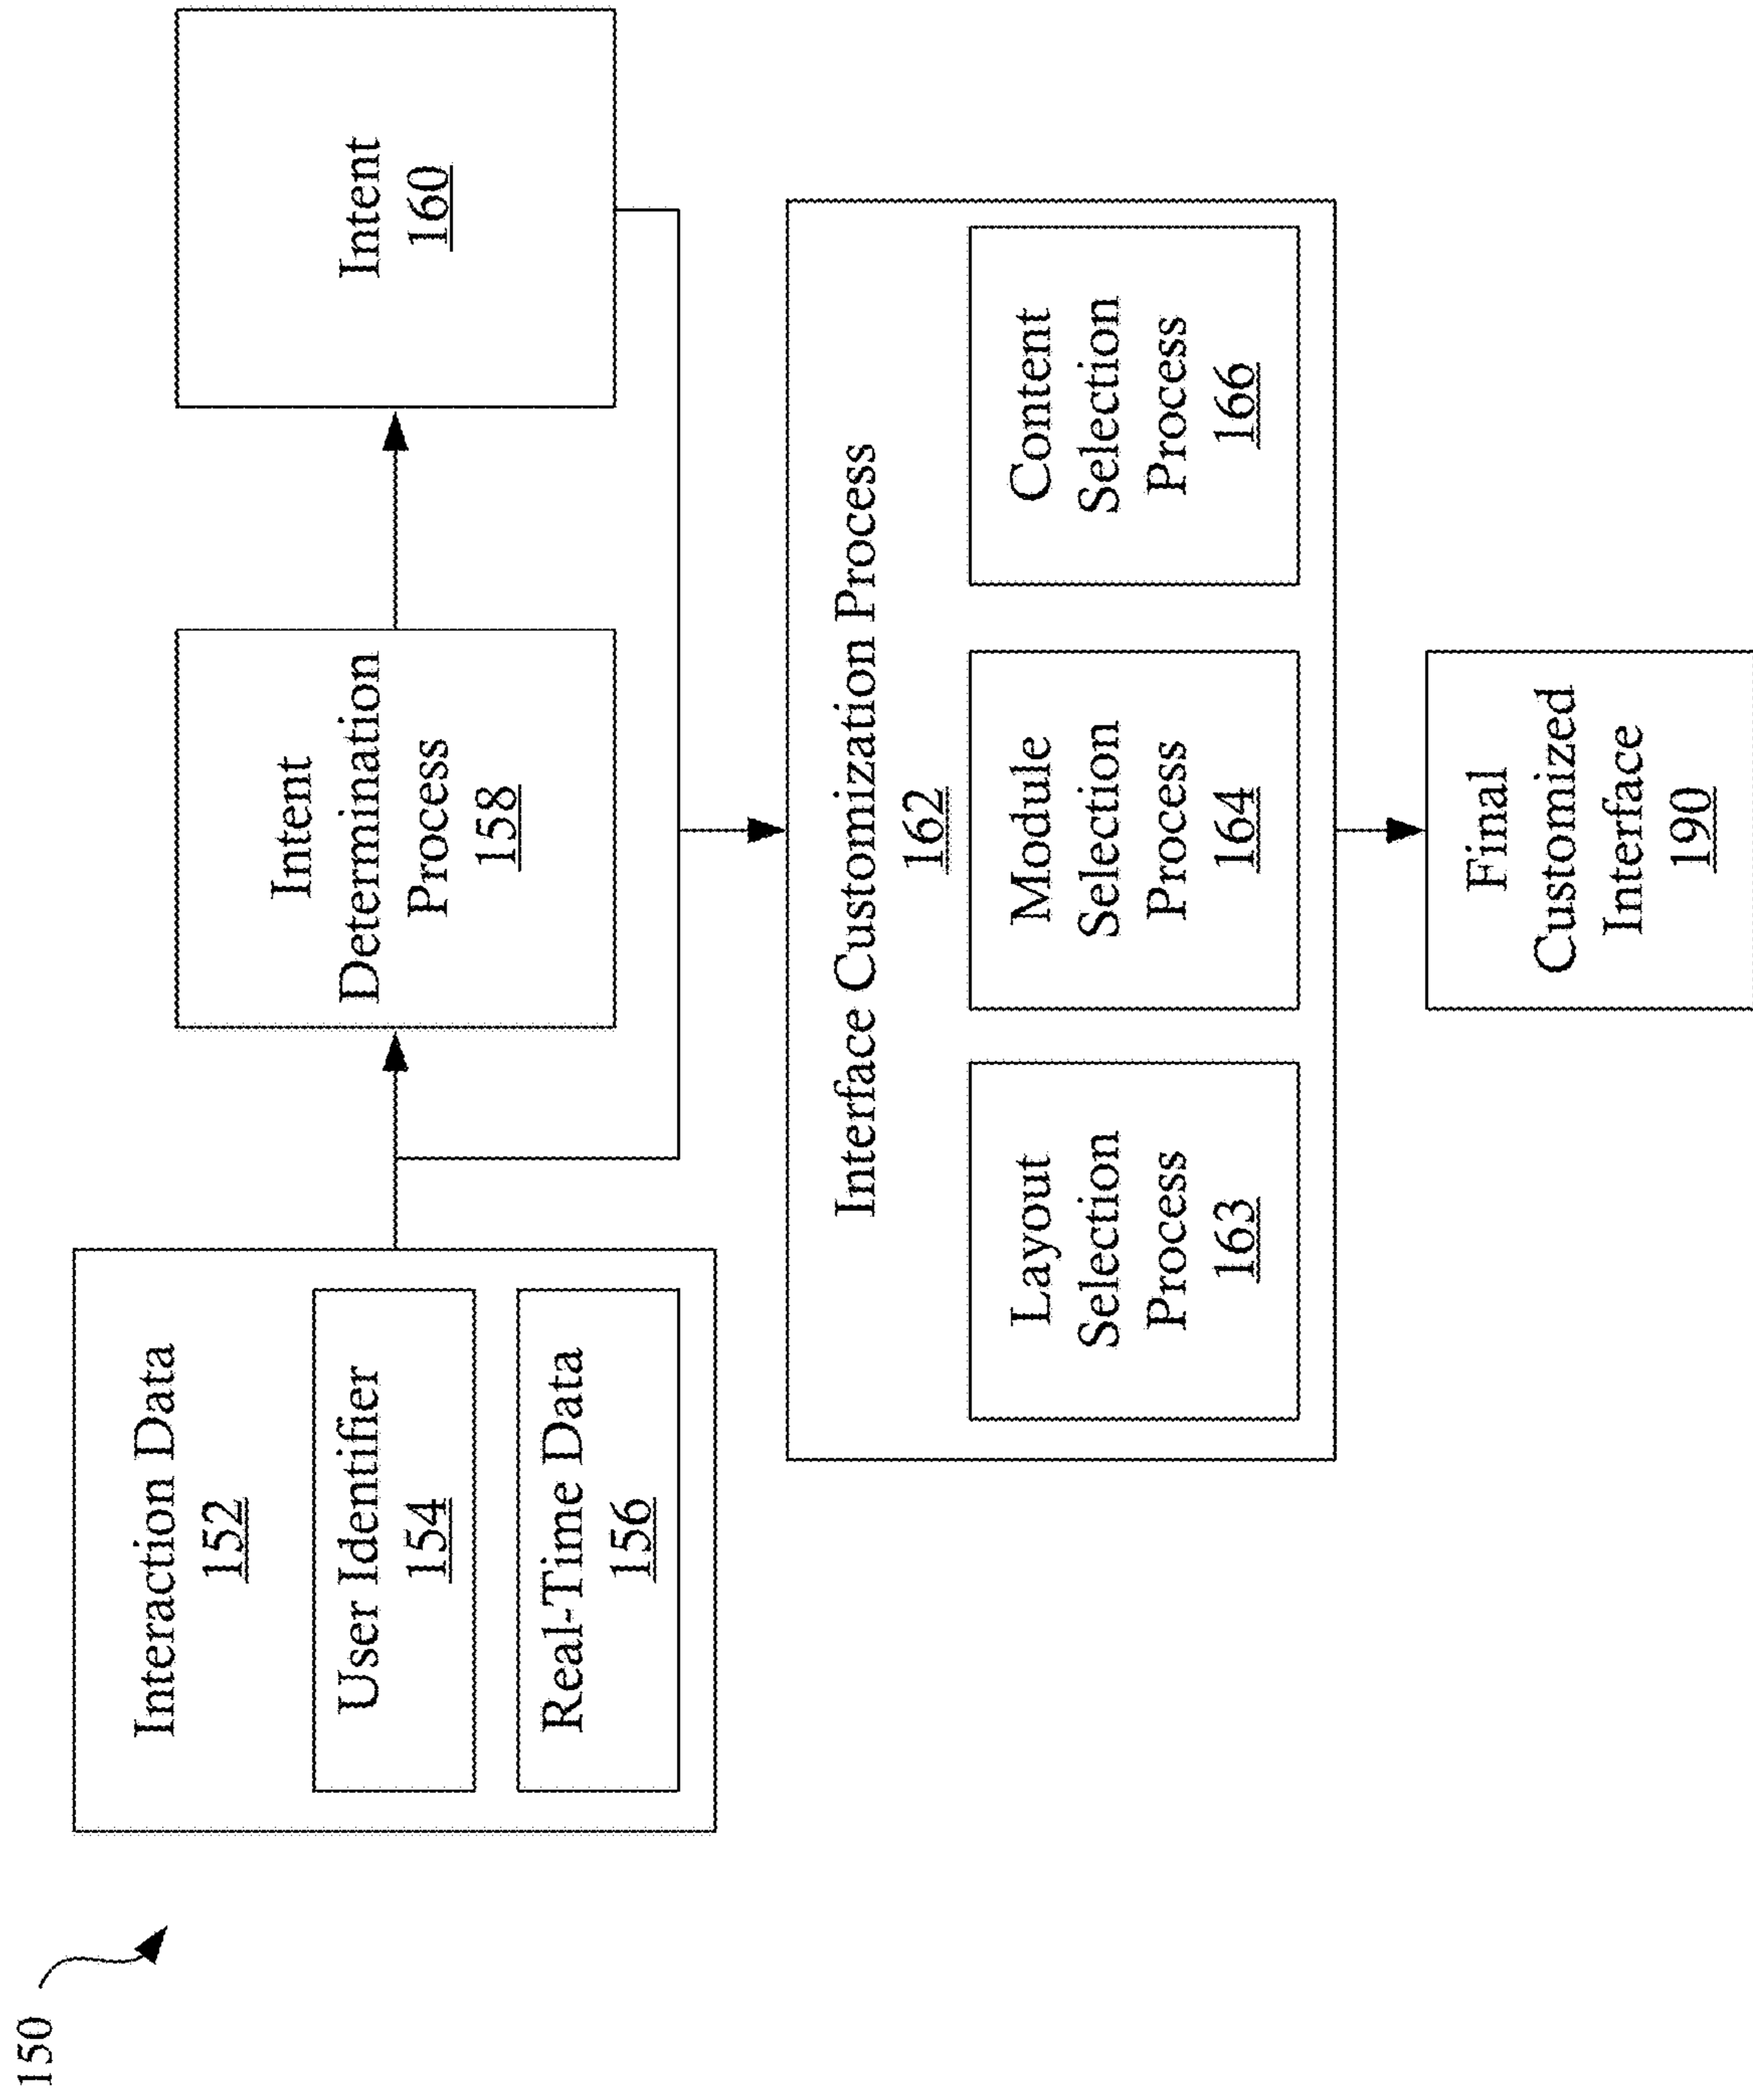 150
Interaction Data
152
User Identifier
154
Real-Time Data
156
Intent
Determination
Process
158
Intent
160
Interface Customization Process
162
Layout
Selection
Process
163
Module
Selection
Process
164
Content
Selection
Process
166
Final
Customized
Interface
190